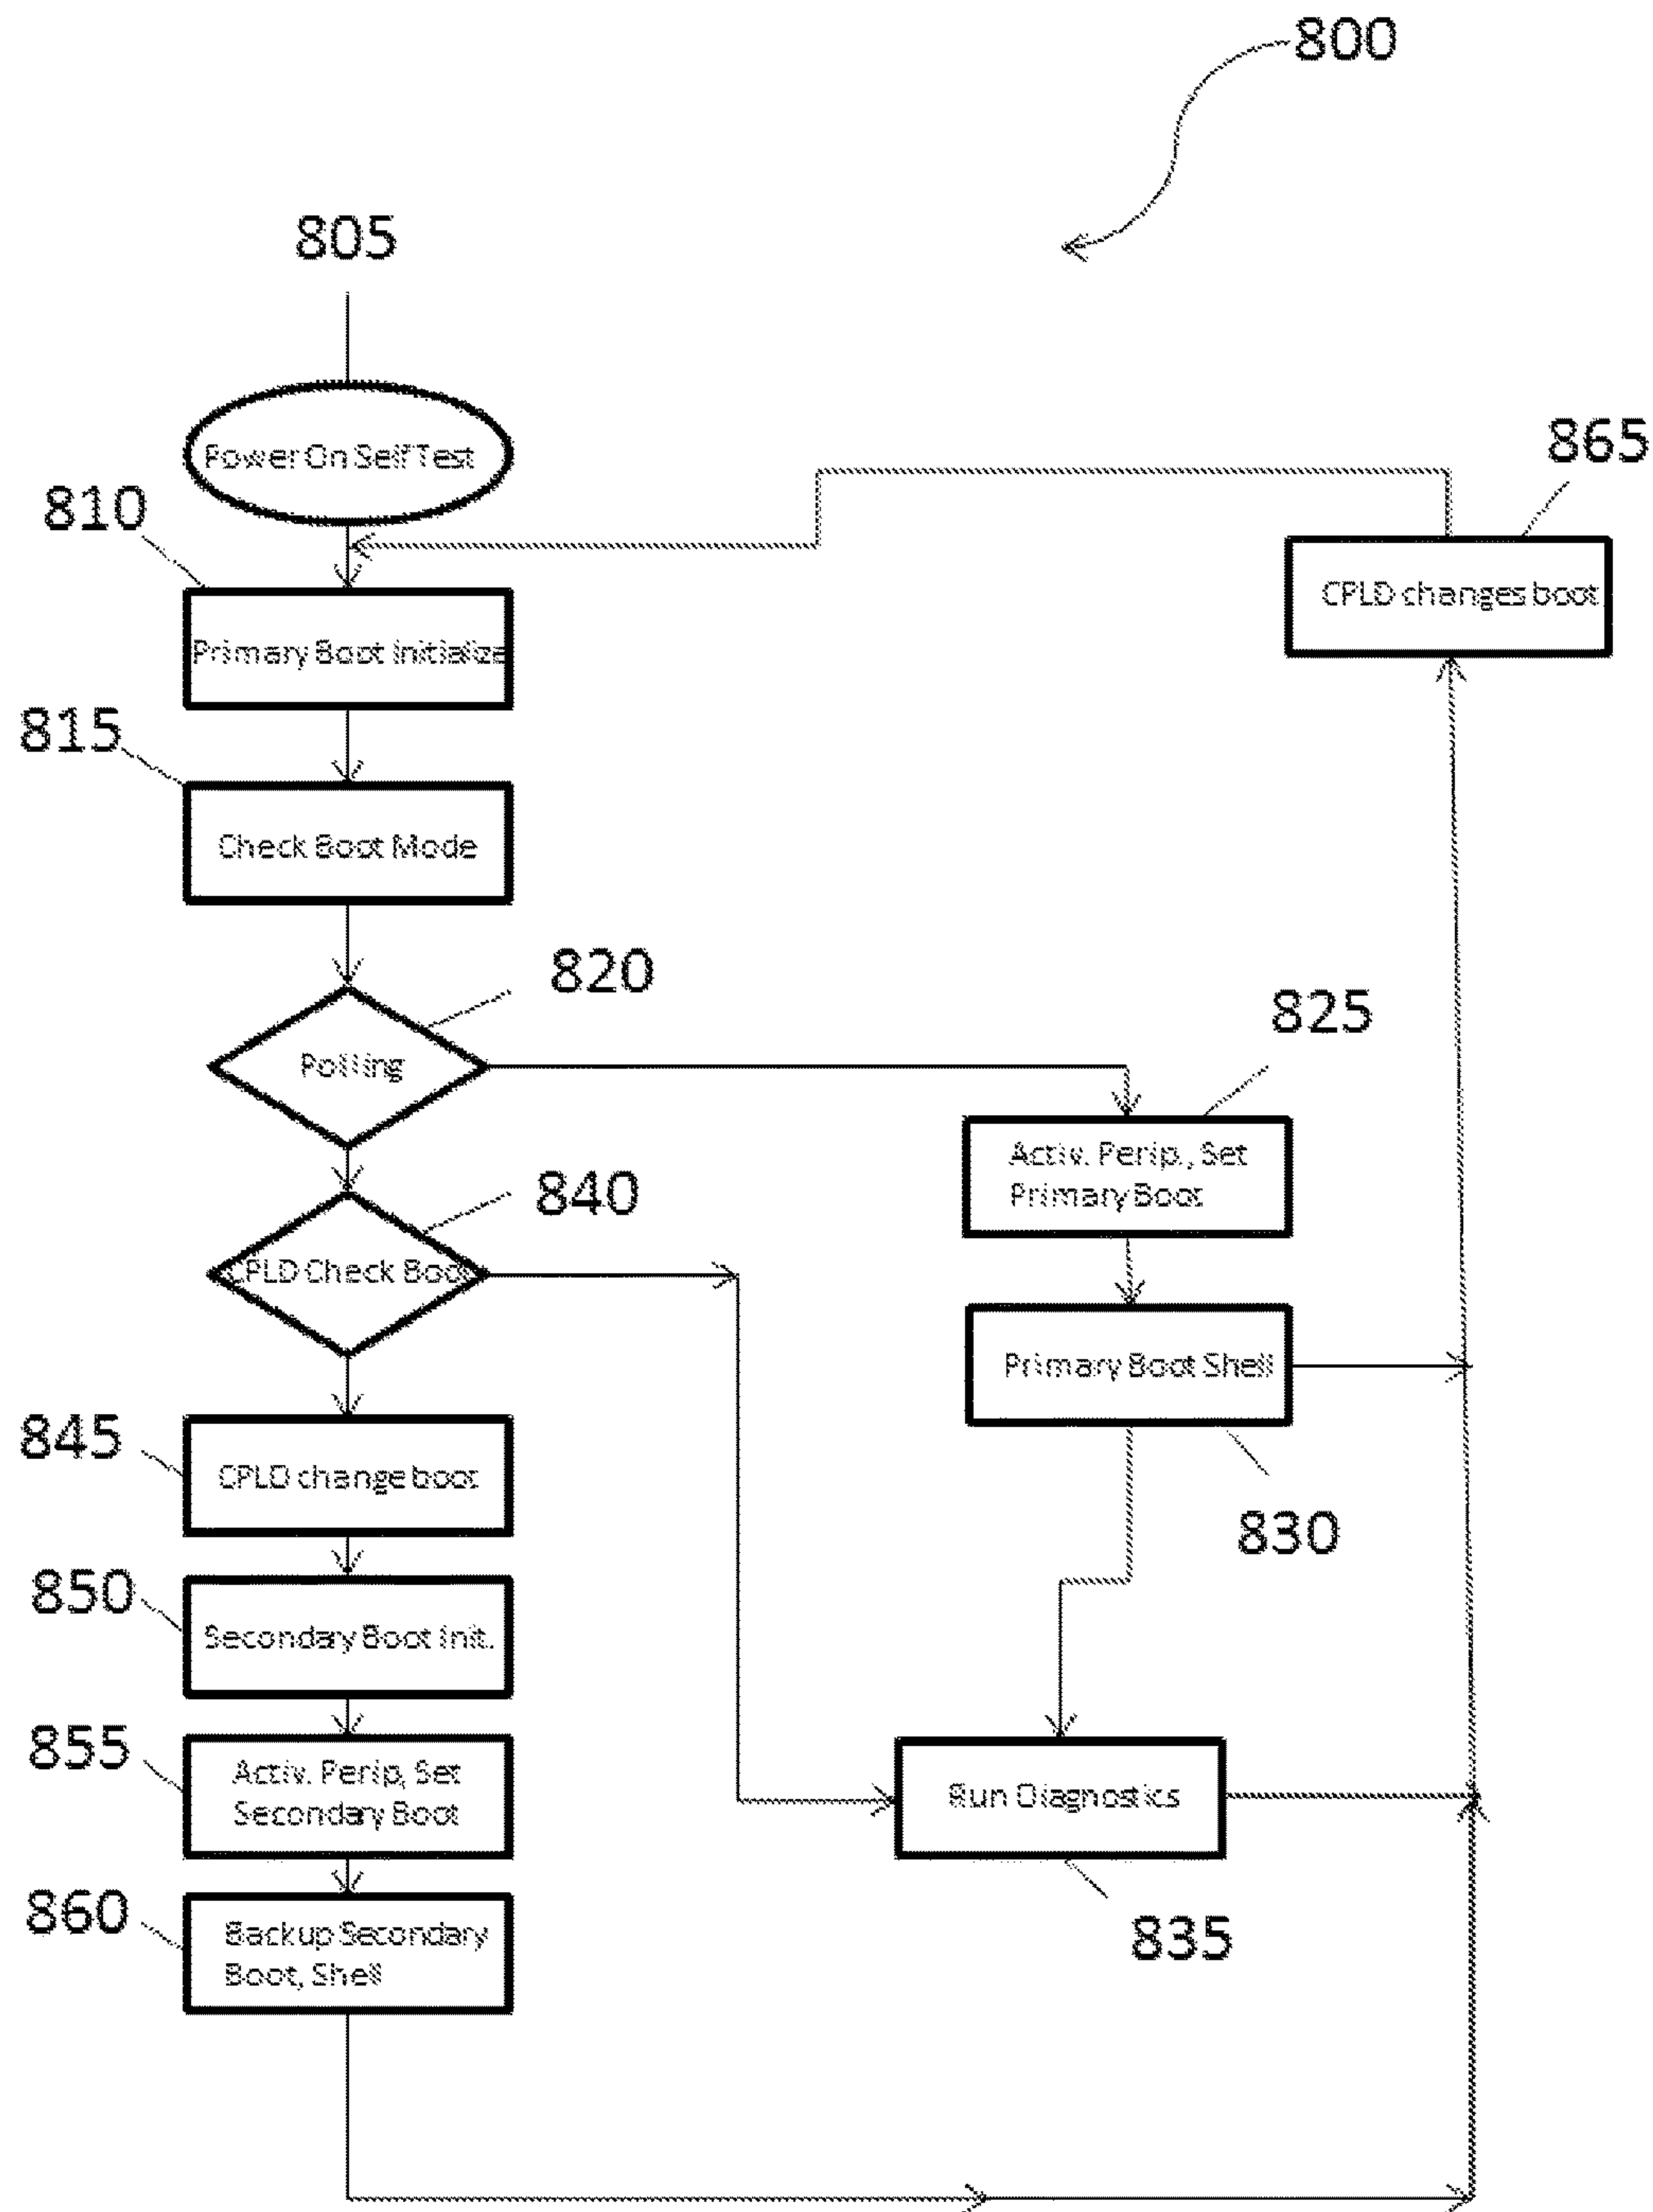 800
805
Power On Self Test
865
810
CPLD changes boot
Primary Boot Initialize
815
Check Boot Mode
820
825
Polling
Activ. Perip., Set
Primary Boot
840
CPLD Check Boot
Primary Boot Shell
845
CPLD change boot
830
850
Secondary Boot Init.
855
Activ. Perip, Set
Secondary Boot
Run Diagnostics
860
Backup Secondary
Boot, Shell
835